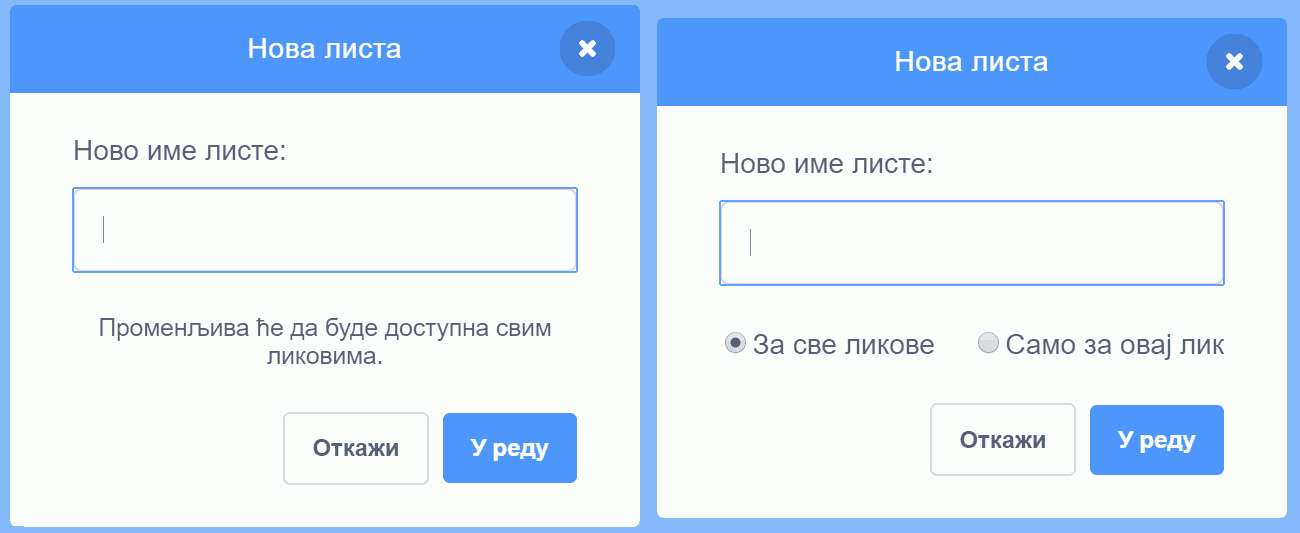 Нова листа
Ново име листе:
Променљива ће да буде доступна свим
ликовима.
Откажи
У реду
Нова листа
Ново име листе:
За све ликове
Само за овај лик
Откажи
У реду